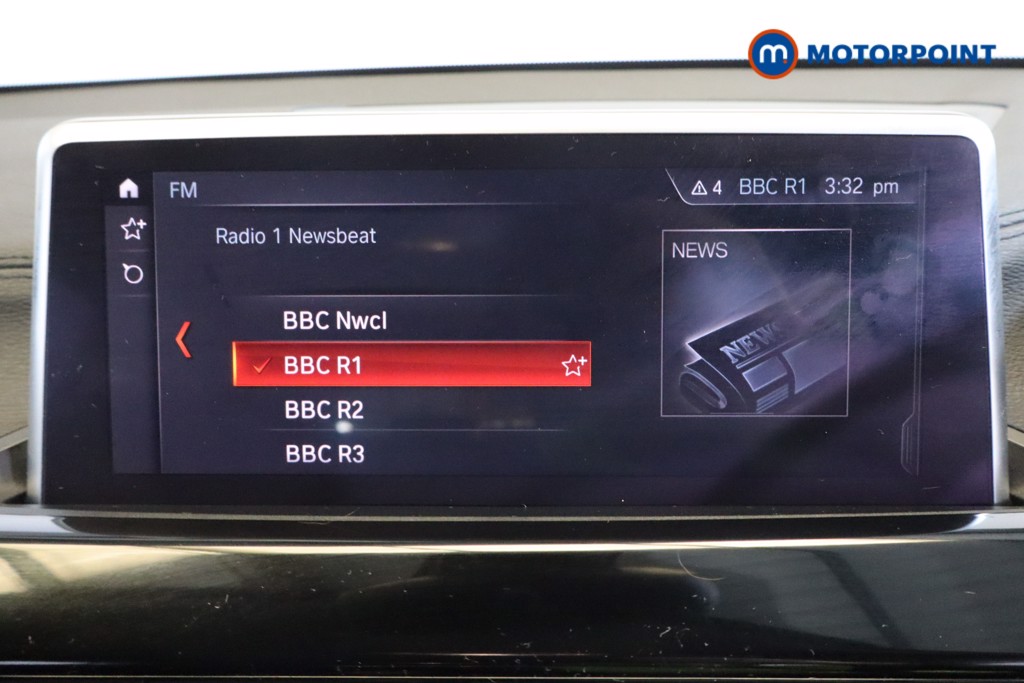 m MOTORPOINT
FM
4 BBC R1 3:32 pm
Radio 1 Newsbeat
NEWS
BBC Nwcl
BBC R1
BBC R2
BBC R3
NEWS